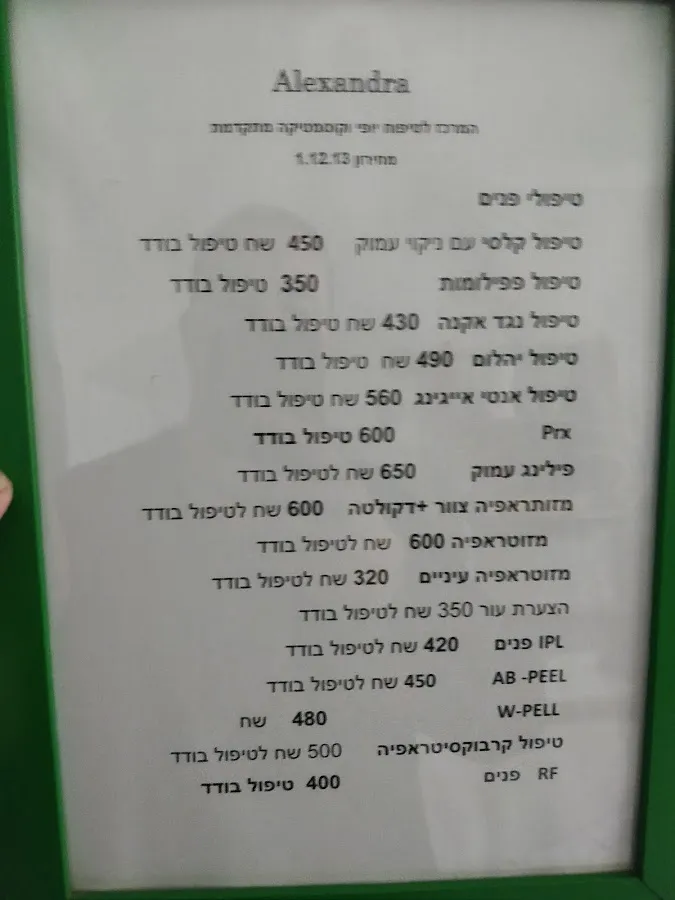 Alexandra
המרכז לטיפוח יופי וקוסמטיקה מתקדמת
מחירון 1.12.13
טיפולי פנים
טיפול קלסי עם ניקוי עמוק 450 שח טיפול בודד
טיפול פפילומות 350 טיפול בודד
טיפול נגד אקנה 430 שח טיפול בודד
טיפול יהלום 490 שח טיפול בודד
טיפול אנטי אייגינג 560 שח טיפול בודד
Prx 600 טיפול בודד
פילינג עמוק 650 שח לטיפול בודד
מזותראפיה צוור +דקולטה 600 שח לטיפול בודד
מזוטראפיה 600 שח לטיפול בודד
מזוטראפיה עיניים 320 שח לטיפול בודד
הצערת עור 350 שח לטיפול בודד
IPL פנים 420 שח לטיפול בודד
AB -PEEL 450 שח לטיפול בודד
W-PELL 480 שח
טיפול קרבוקסיטראפיה 500 שח לטיפול בודד
RF פנים 400 טיפול בודד